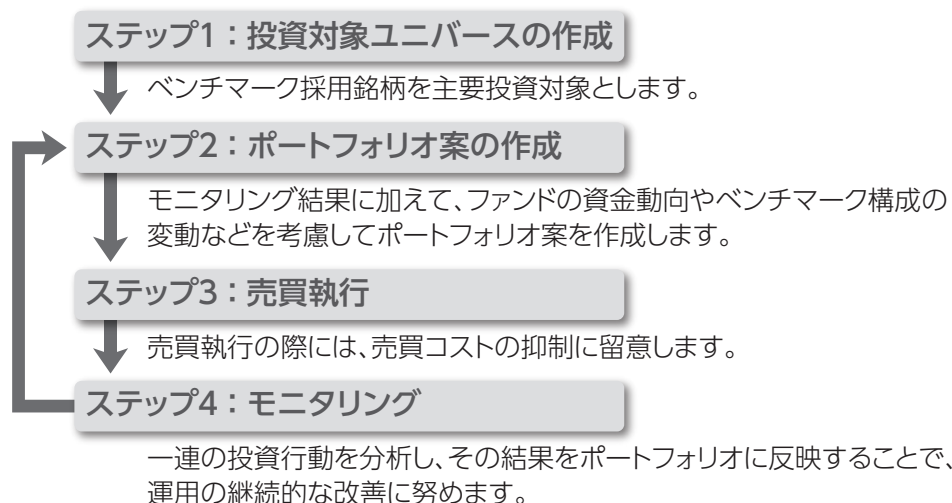 ステップ1：投資対象ユニバースの作成
ベンチマーク採用銘柄を主要投資対象とします。
ステップ2：ポートフォリオ案の作成
モニタリング結果に加えて、ファンドの資金動向やベンチマーク構成の
変動などを考慮してポートフォリオ案を作成します。
ステップ3：売買執行
売買執行の際には、売買コストの抑制に留意します。
ステップ4：モニタリング
一連の投資行動を分析し、その結果をポートフォリオに反映することで、
運用の継続的な改善に努めます。